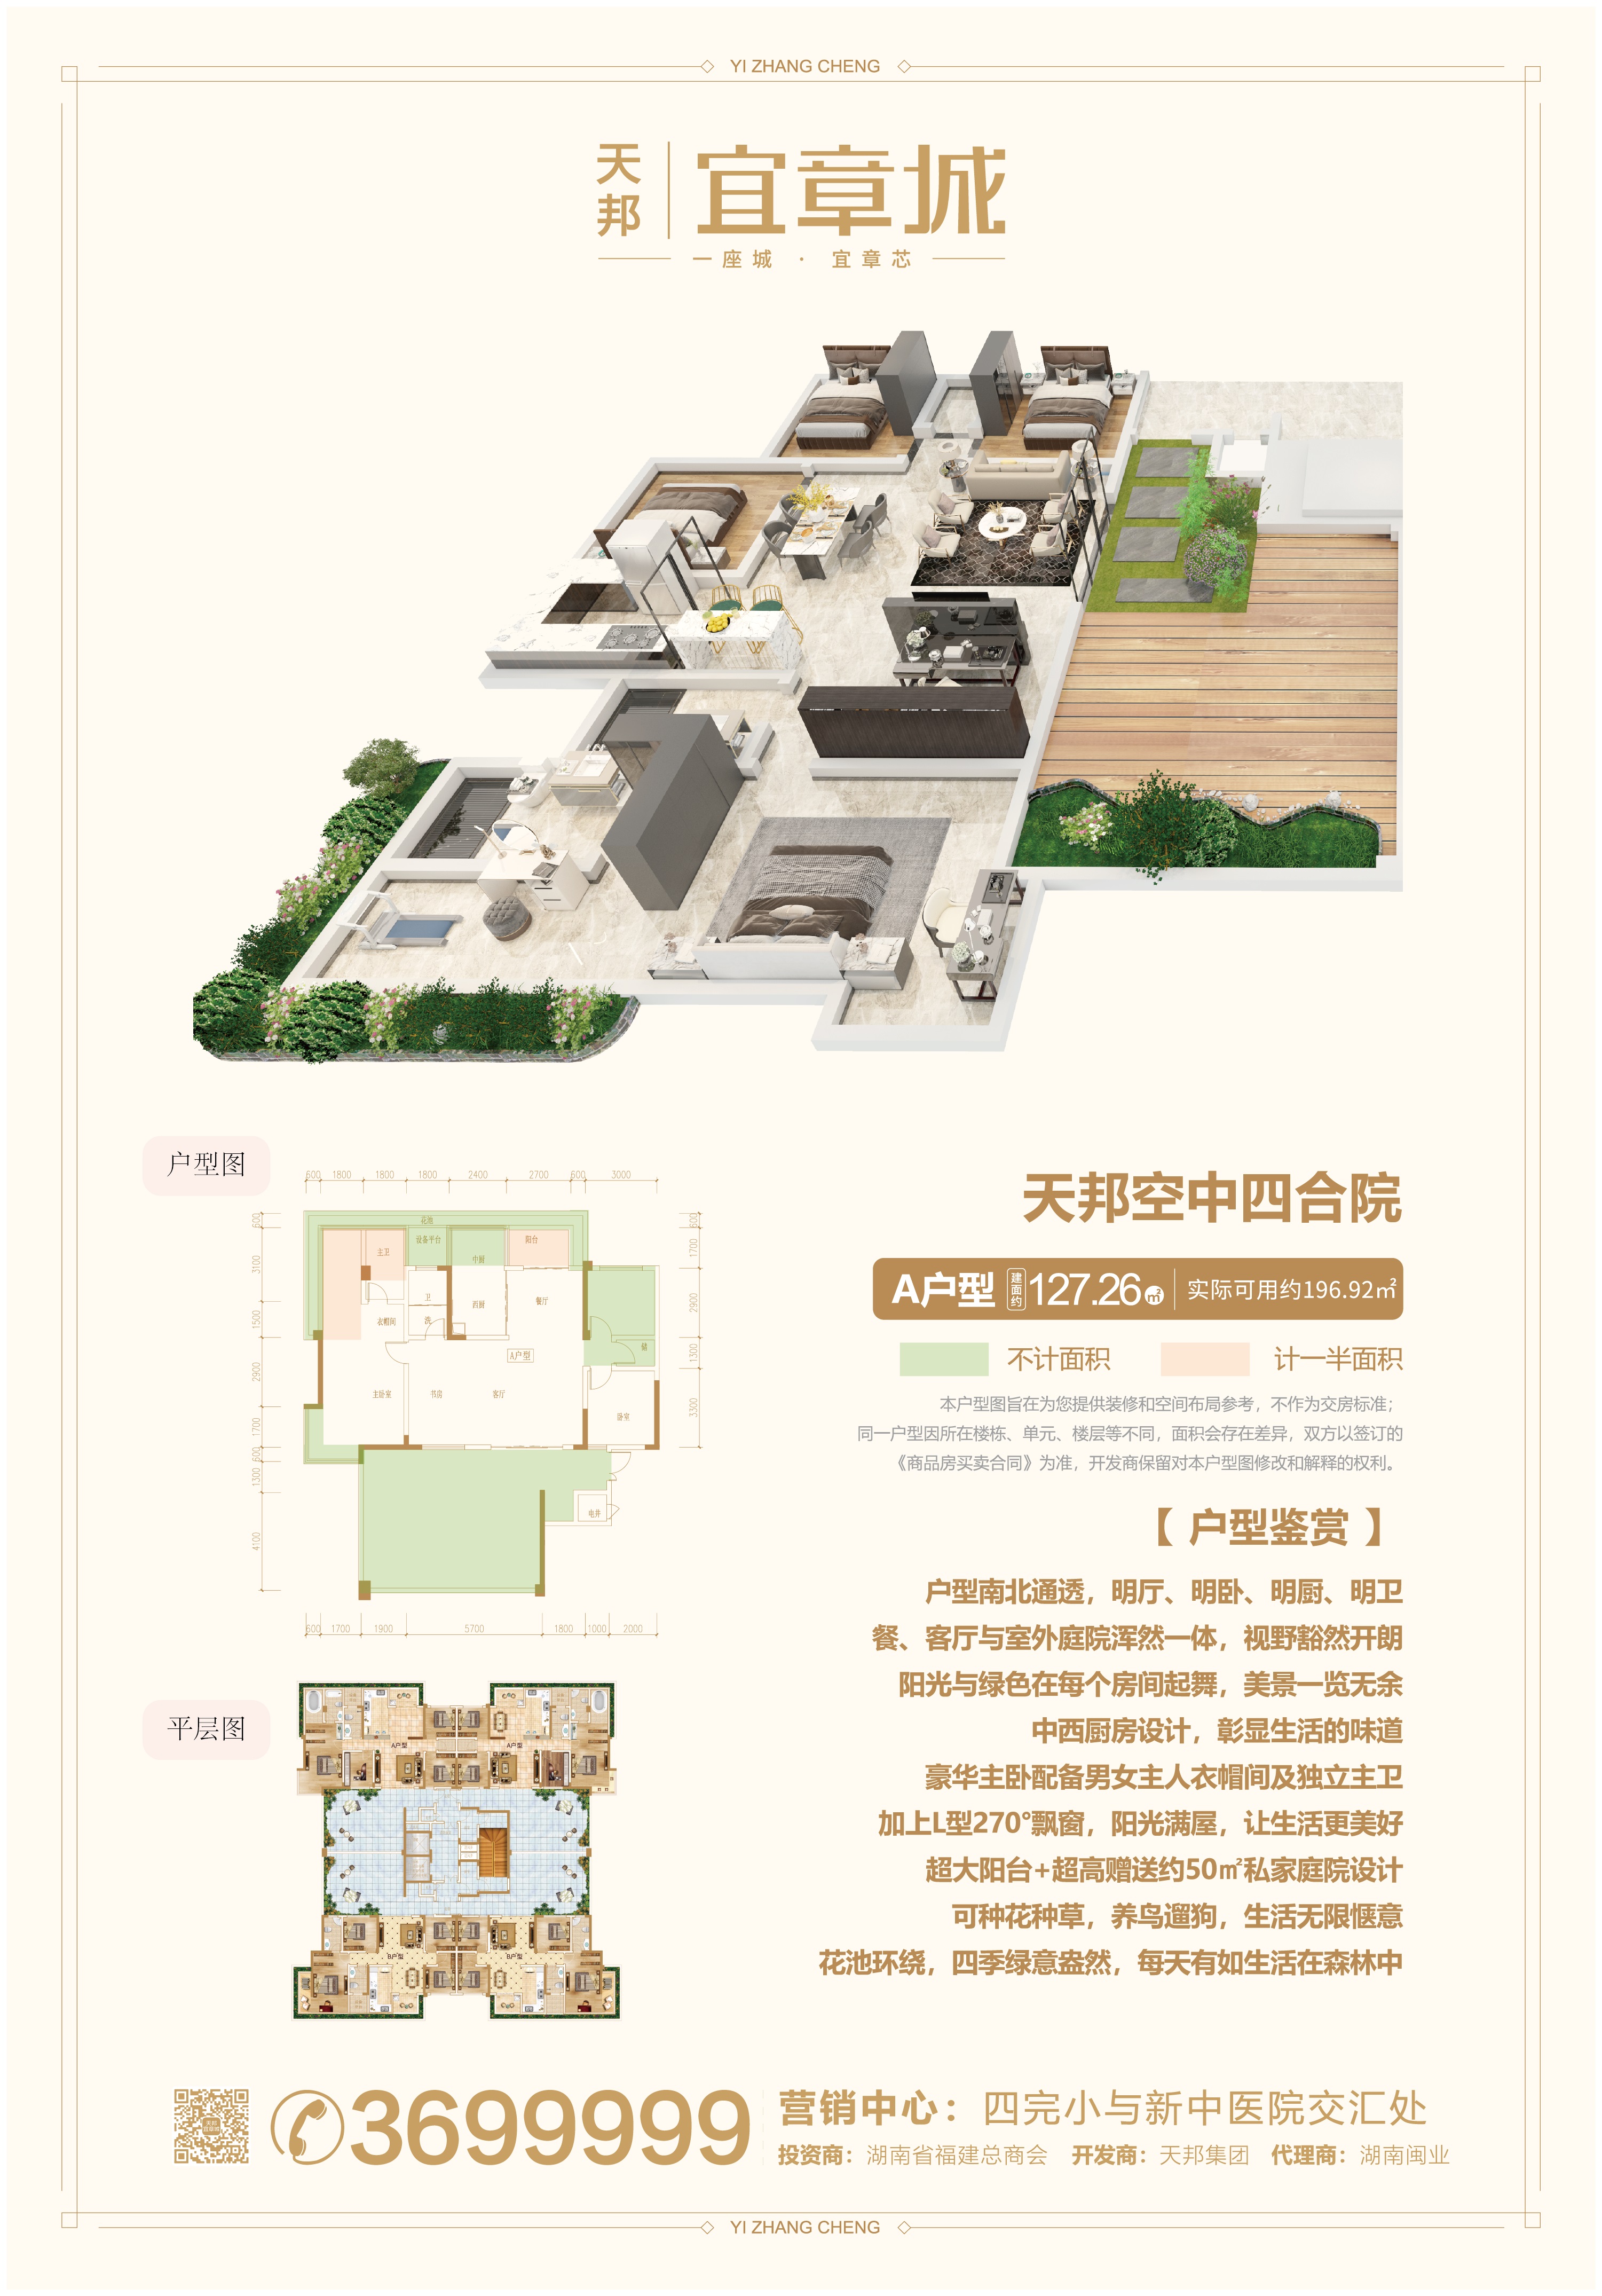 YI ZHANG CHENG
天邦
宜章城
一座城 · 宜章芯
户型图
600 1800 1800 1800 2400 2700 600 3000
600 3100 1500 2900 1700 600 1300 4100
600 1700 2900 1300 3300
花池
主卫
设备平台
中厨
阳台
卫
西厨
餐厅
衣帽间
洗
A户型
储
主卧室
书房
客厅
卧室
电井
600 1700 1900 5700 1800 1000 2000
平层图
A户型
A户型
B户型
B户型
天邦空中四合院
A户型 建面约127.26㎡ 实际可用约196.92㎡
不计面积 计一半面积
本户型图旨在为您提供装修和空间布局参考，不作为交房标准；
同一户型因所在楼栋、单元、楼层等不同，面积会存在差异，双方以签订的
《商品房买卖合同》为准，开发商保留对本户型图修改和解释的权利。
【 户型鉴赏 】
户型南北通透，明厅、明卧、明厨、明卫
餐、客厅与室外庭院浑然一体，视野豁然开朗
阳光与绿色在每个房间起舞，美景一览无余
中西厨房设计，彰显生活的味道
豪华主卧配备男女主人衣帽间及独立主卫
加上L型270°飘窗，阳光满屋，让生活更美好
超大阳台+超高赠送约50㎡私家庭院设计
可种花种草，养鸟遛狗，生活无限惬意
花池环绕，四季绿意盎然，每天有如生活在森林中
3699999
营销中心：四完小与新中医院交汇处
投资商：湖南省福建总商会 开发商：天邦集团 代理商：湖南闽业
YI ZHANG CHENG